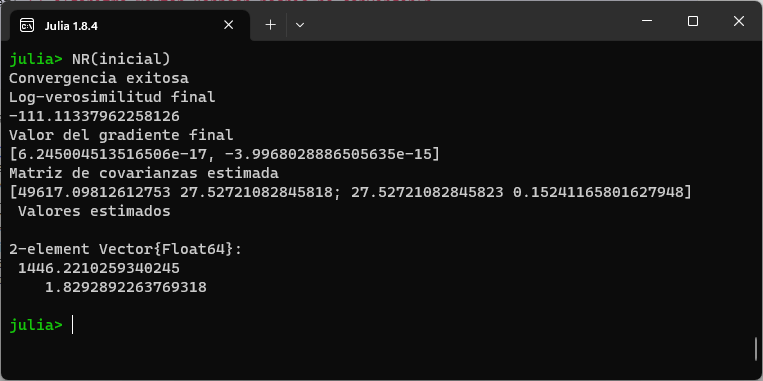 Julia 1.8.4
julia> NR(inicial)
Convergencia exitosa
Log-verosimilitud final
-111.11337962258126
Valor del gradiente final
[6.245004513516506e-17, -3.9968028886505635e-15]
Matriz de covarianzas estimada
[49617.09812612753 27.52721082845818; 27.52721082845823 0.15241165801627948]
Valores estimados
2-element Vector{Float64}:
1446.2210259340245
1.8292892263769318
julia>